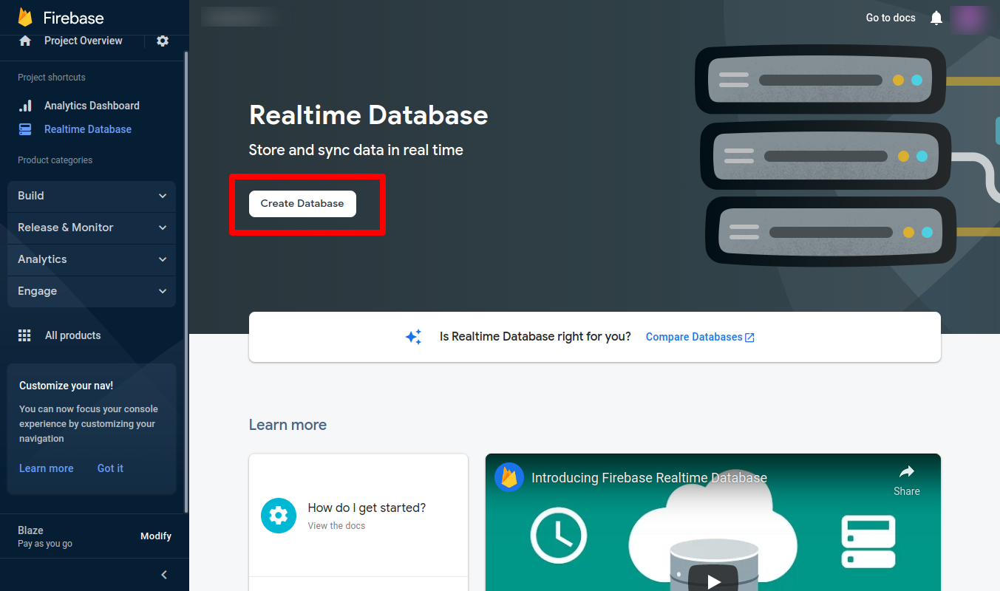 Firebase
Go to docs
Project Overview
Project shortcuts
Analytics Dashboard
Realtime Database
Product categories
Build
Release & Monitor
Analytics
Engage
All products
Customize your nav!
You can now focus your console
experience by customizing your
navigation
Learn more
Got it
Blaze
Pay as you go
Modify
Realtime Database
Store and sync data in real time
Create Database
Is Realtime Database right for you?
Compare Databases
Learn more
How do I get started?
View the docs
Introducing Firebase Realtime Database
Share